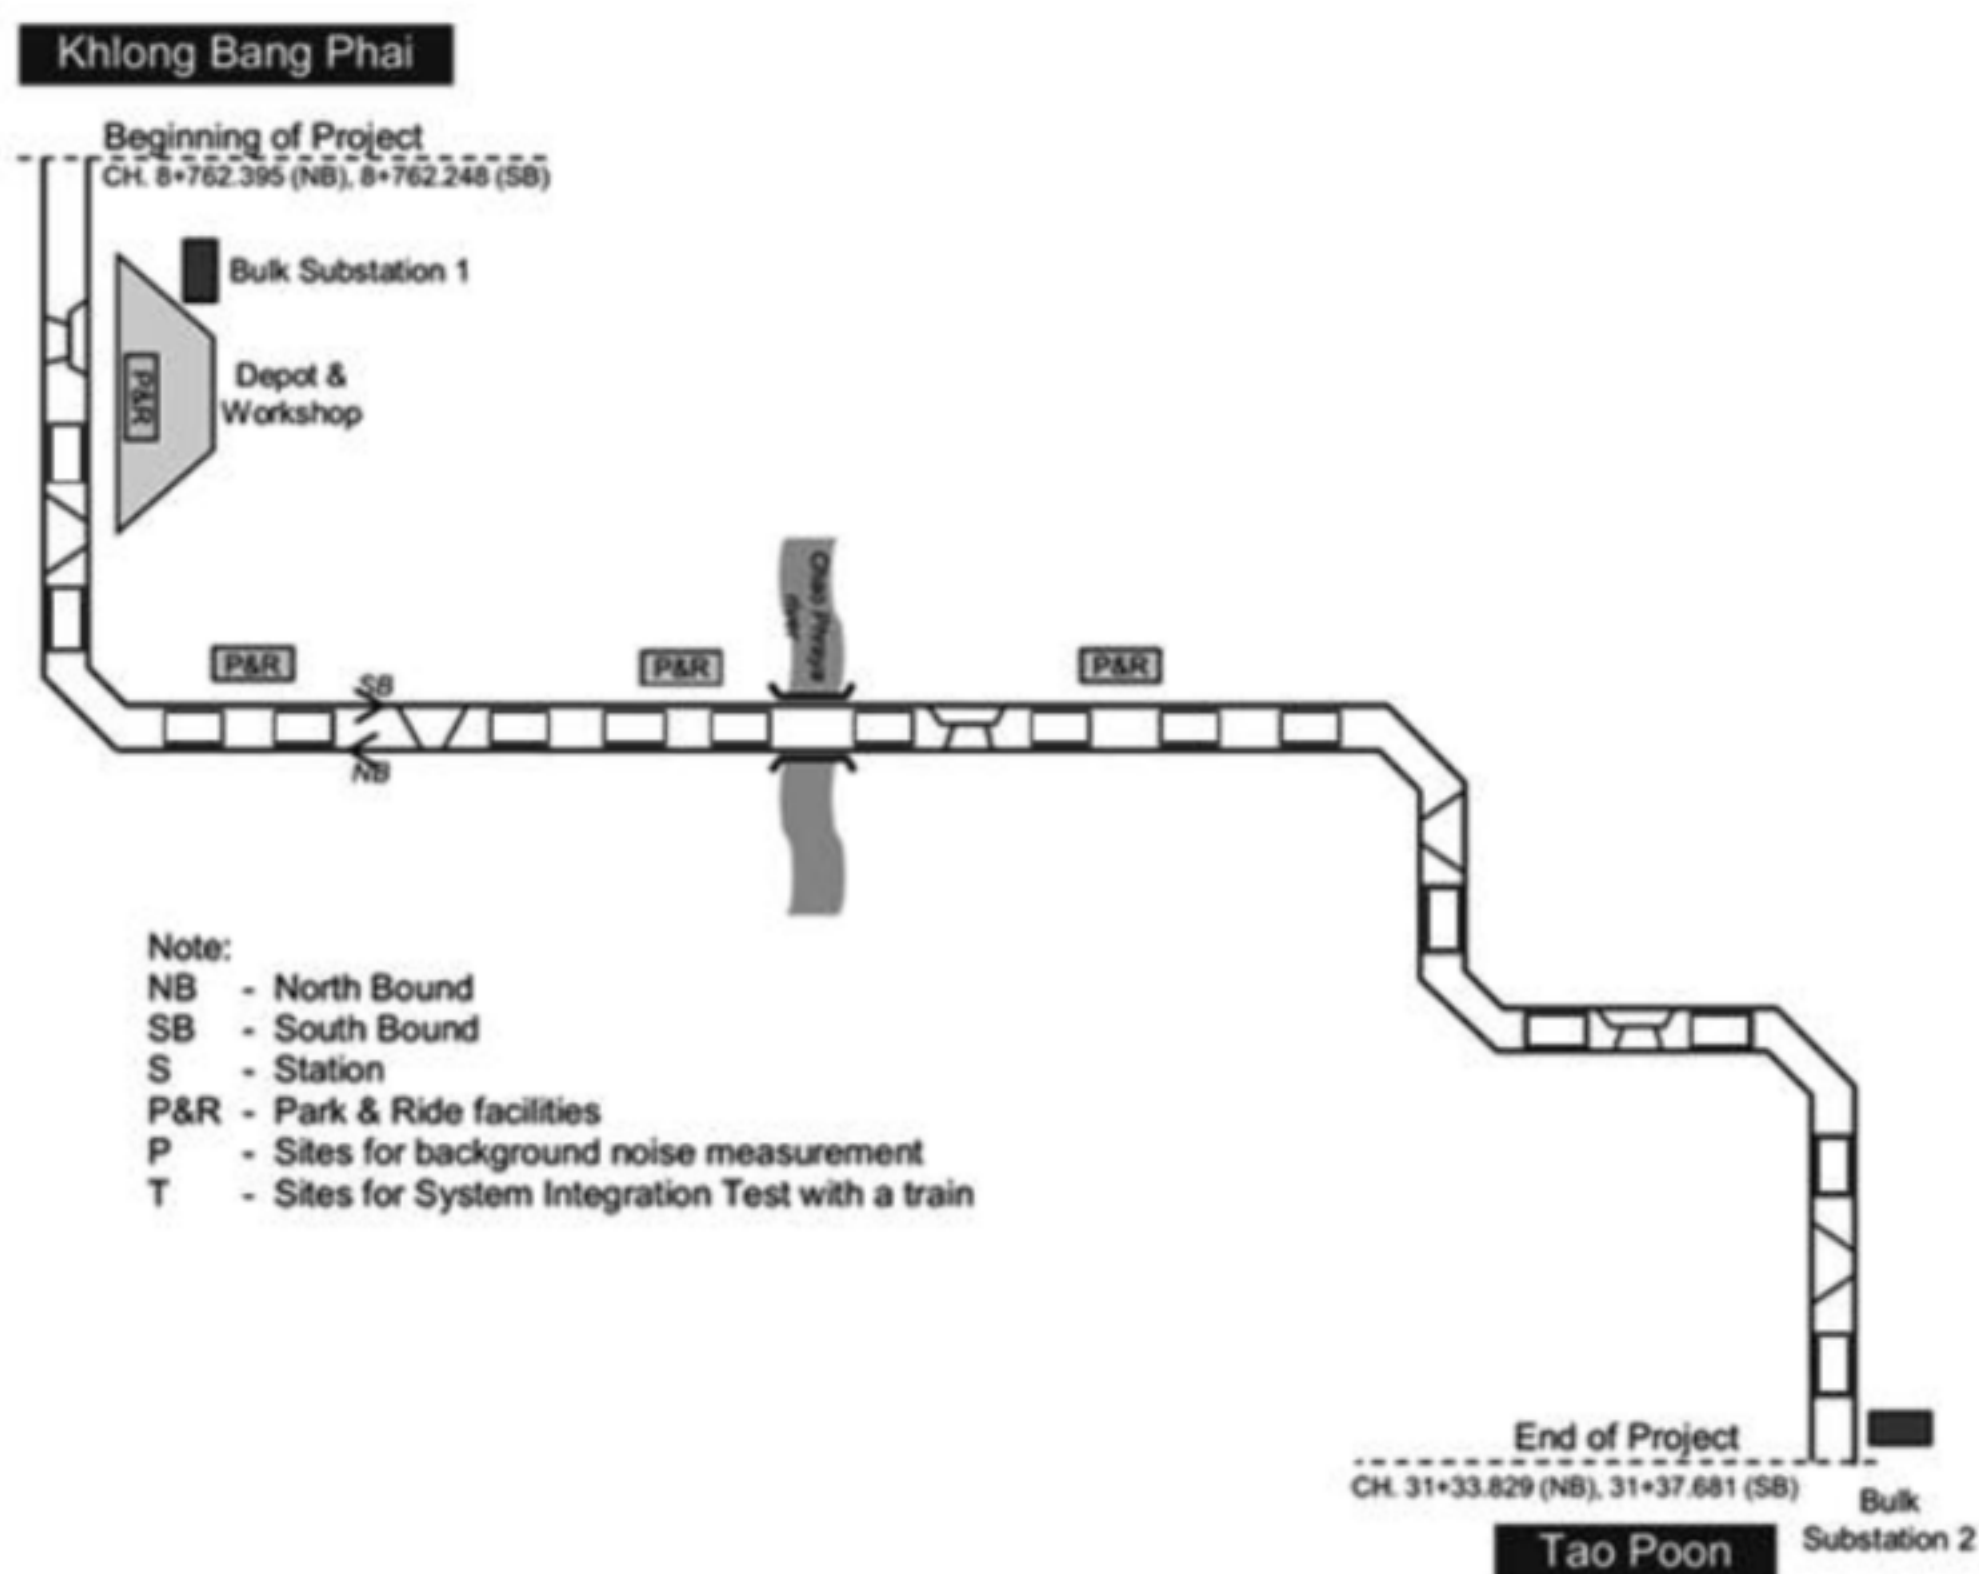 Khlong Bang Phai
Beginning of Project
CH. 8+762.395 (NB), 8+762.248 (SB)
Bulk Substation 1
P&R
Depot &
Workshop
Chao Phraya
river
P&R
P&R
P&R
SB
NB
Note:
NB - North Bound
SB - South Bound
S - Station
P&R - Park & Ride facilities
P - Sites for background noise measurement
T - Sites for System Integration Test with a train
End of Project
CH. 31+33.829 (NB), 31+37.681 (SB)
Bulk
Substation 2
Tao Poon